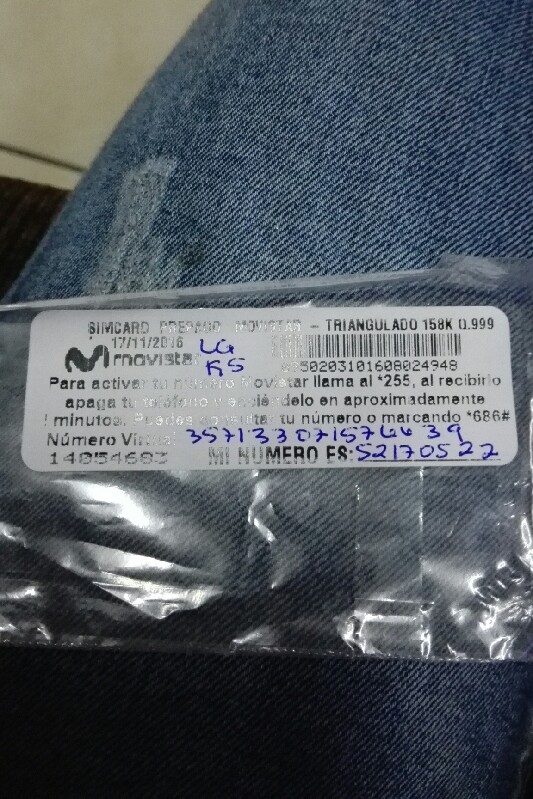 SIMCARD PREPAGO MOVISTAR - TRIANGULADO 158K 0.999
17/11/2016 LG
movistar K5 50203101608024948
Para activar tu número Movistar llama al *255, al recibirlo
apaga tu teléfono y enciéndelo en aproximadamente
minutos. Puedes consultar tu número o marcando *686#
Número Virtual
14054683 MI NUMERO ES: 52170522